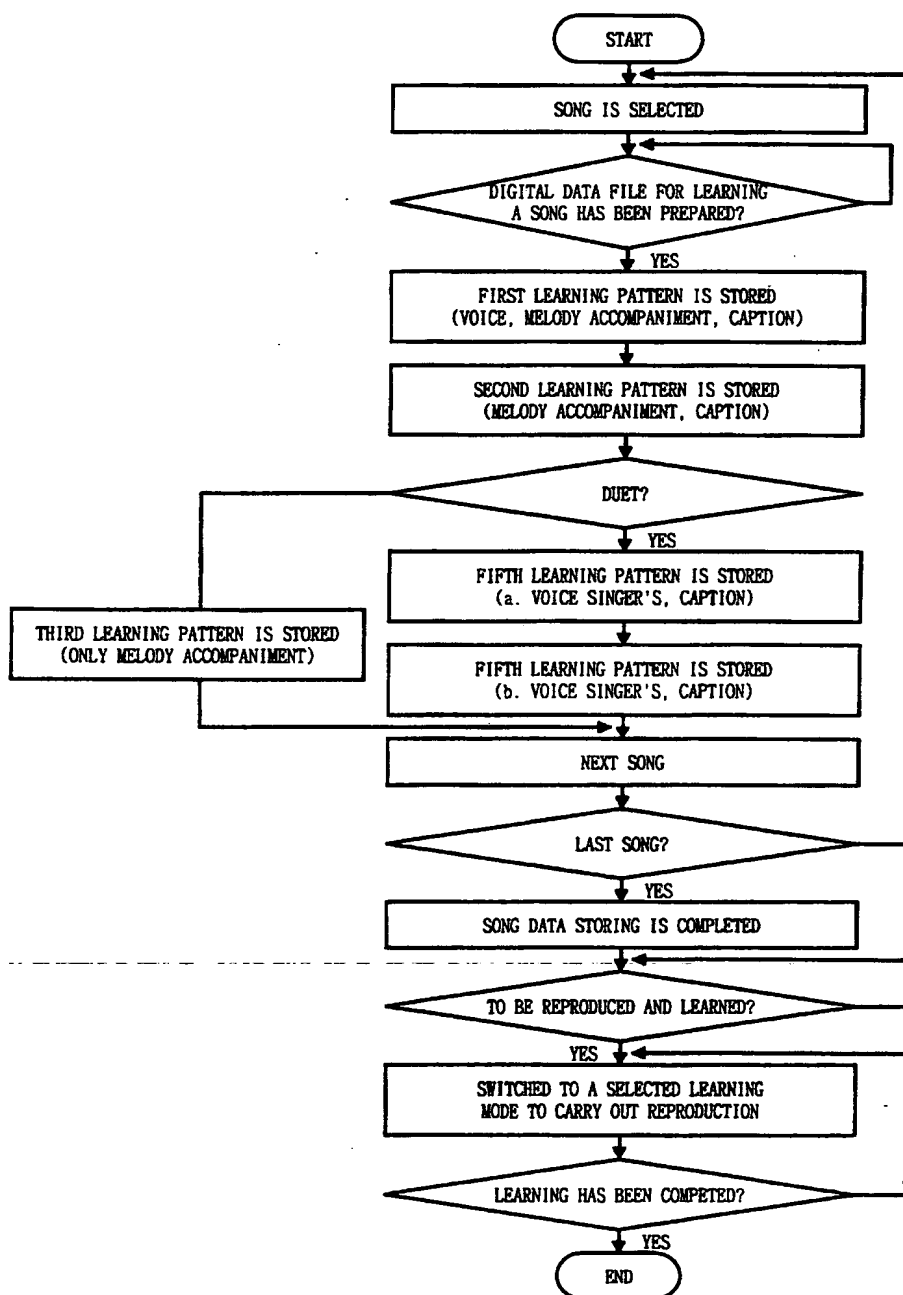 START
SONG IS SELECTED
DIGITAL DATA FILE FOR LEARNING
A SONG HAS BEEN PREPARED?
YES
FIRST LEARNING PATTERN IS STORED
(VOICE, MELODY ACCOMPANIMENT, CAPTION)
SECOND LEARNING PATTERN IS STORED
(MELODY ACCOMPANIMENT, CAPTION)
DUET?
YES
FIFTH LEARNING PATTERN IS STORED
(a. VOICE SINGER'S, CAPTION)
THIRD LEARNING PATTERN IS STORED
(ONLY MELODY ACCOMPANIMENT)
FIFTH LEARNING PATTERN IS STORED
(b. VOICE SINGER'S, CAPTION)
NEXT SONG
LAST SONG?
YES
SONG DATA STORING IS COMPLETED
TO BE REPRODUCED AND LEARNED?
YES
SWITCHED TO A SELECTED LEARNING
MODE TO CARRY OUT REPRODUCTION
LEARNING HAS BEEN COMPETED?
YES
END